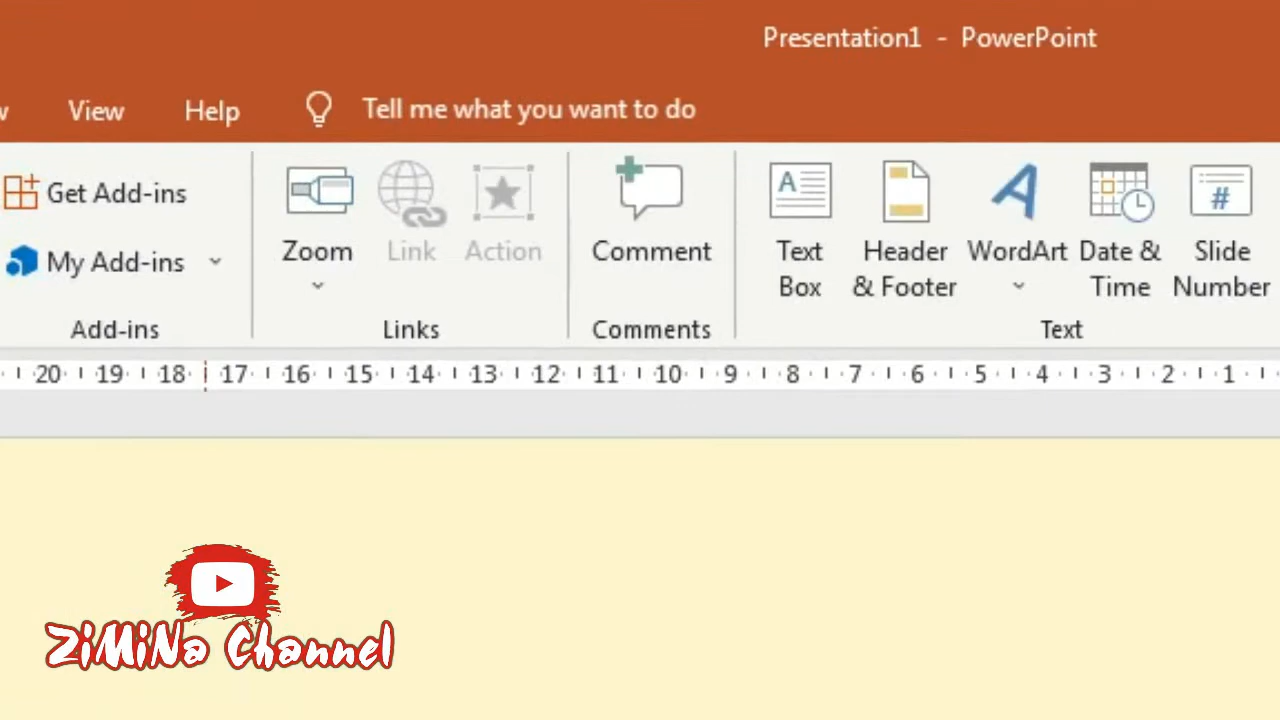 Presentation1 - PowerPoint
View Help Tell me what you want to do
Get Add-ins
My Add-ins
Add-ins
Zoom
Link
Action
Links
Comment
Comments
A
Text
Box
Header
& Footer
WordArt
Date &
Time
#
Slide
Number
Text
20 19 18 17 16 15 14 13 12 11 10 9 8 7 6 5 4 3 2 1
ZiMiNa Channel